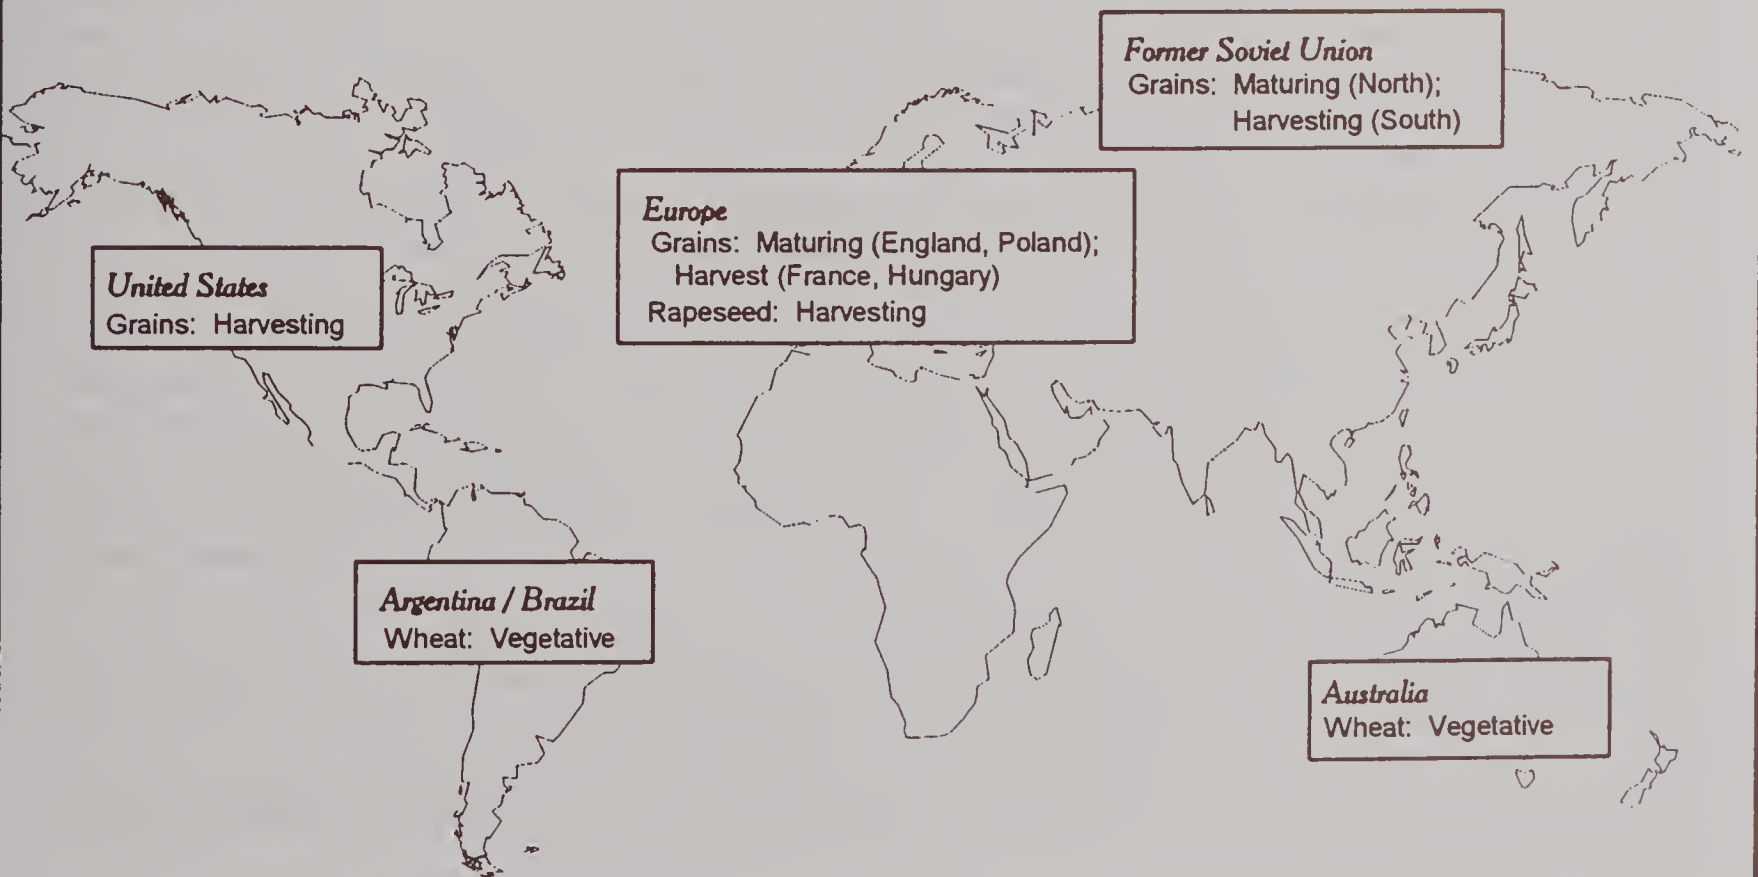 Former Soviet Union
Grains: Maturing (North);
Harvesting (South)
Europe
Grains: Maturing (England, Poland);
Harvest (France, Hungary)
Rapeseed: Harvesting
United States
Grains: Harvesting
Argentina / Brazil
Wheat: Vegetative
Australia
Wheat: Vegetative